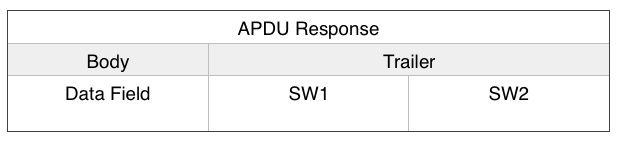 APDU Response
Body Trailer
Data Field SW1 SW2